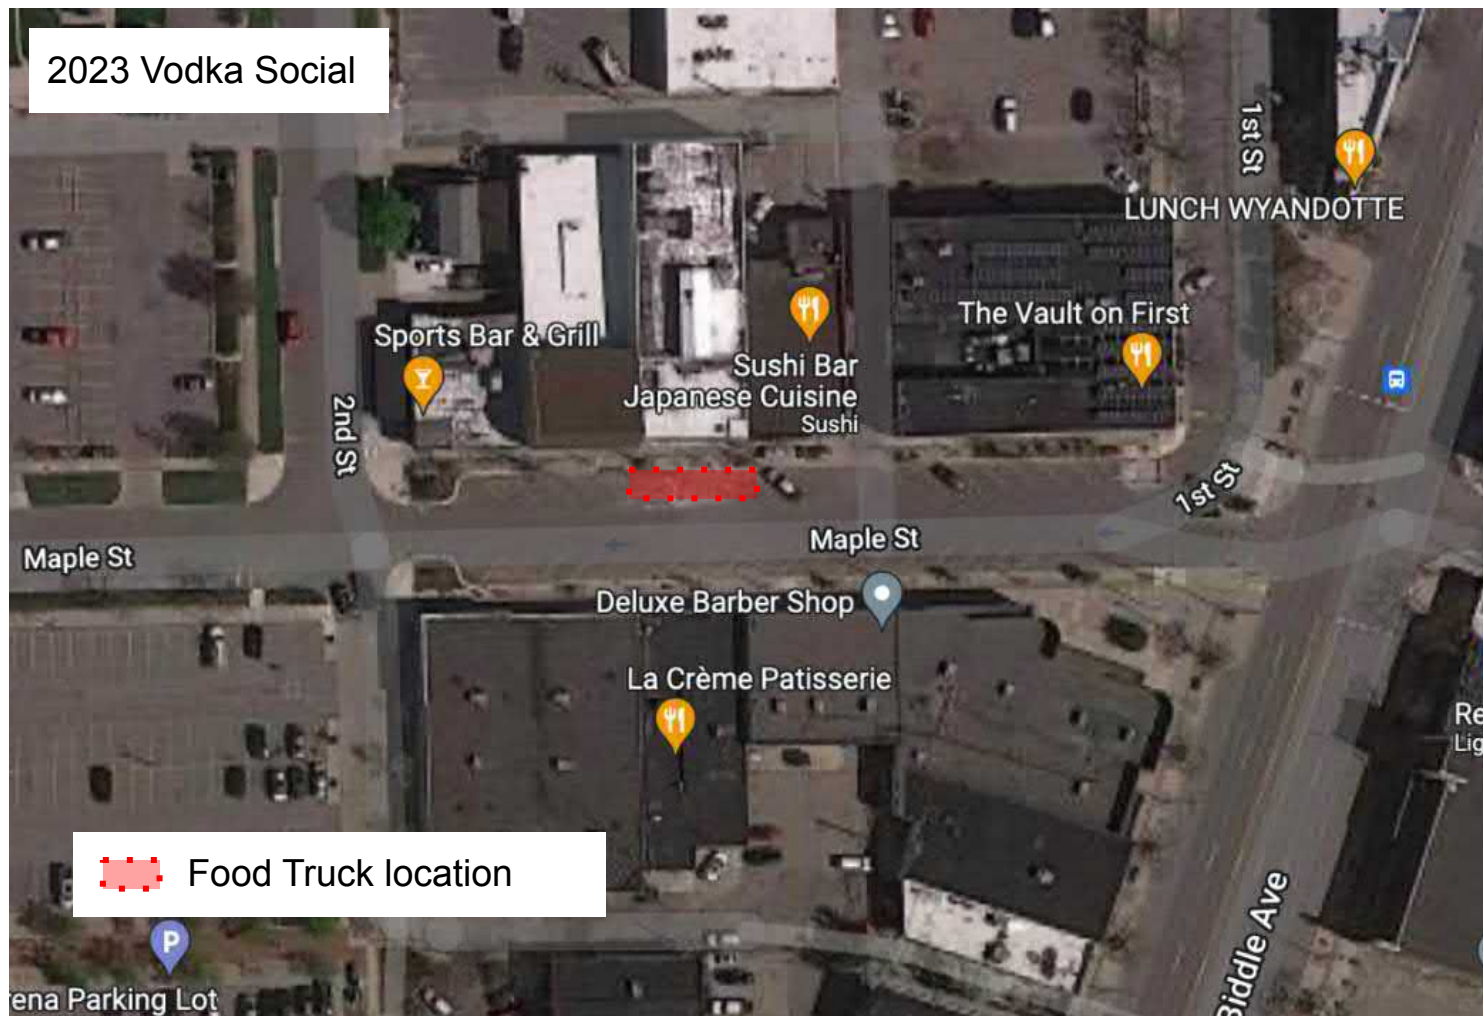 2023 Vodka Social
1st St
LUNCH WYANDOTTE
The Vault on First
Sports Bar & Grill
Sushi Bar
Japanese Cuisine
Sushi
2nd St
1st St
Maple St
Maple St
Deluxe Barber Shop
La Crème Patisserie
Re
Lig
Food Truck location
P
ena Parking Lot
Biddle Ave